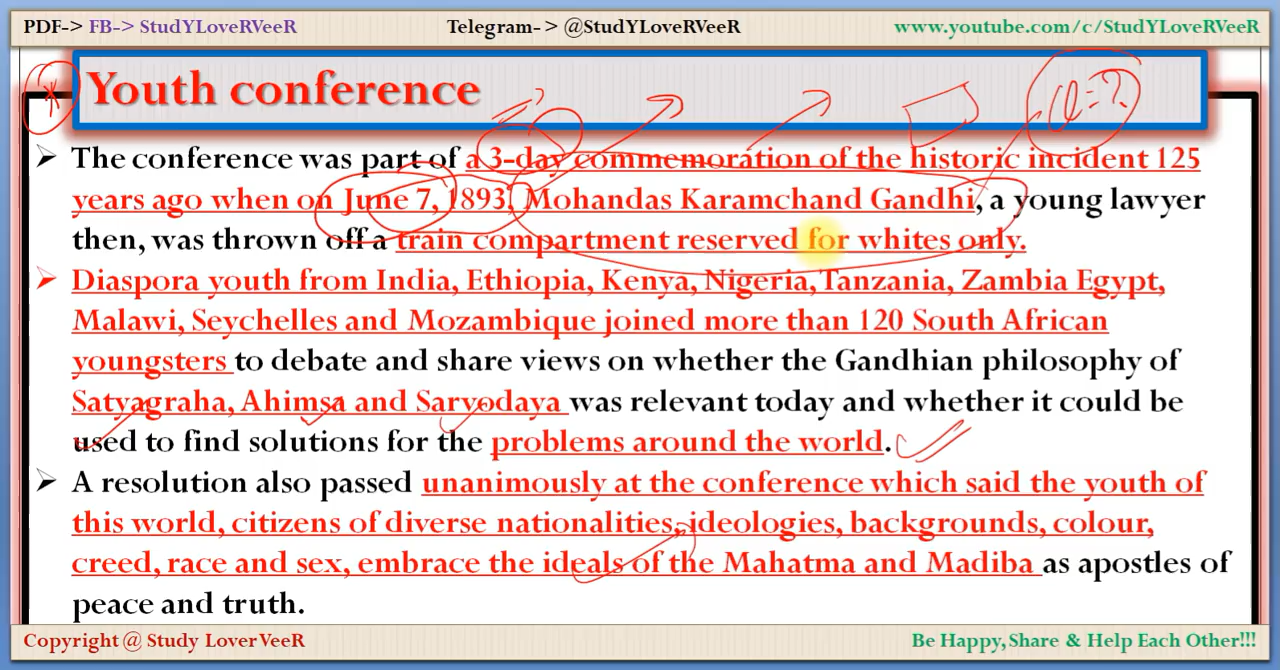 PDF-> FB-> StudYLoveRVeeR Telegram-> @StudYLoveRVeeR www.youtube.com/c/StudYLoveRVeeR
Youth conference
The conference was part of a 3-day commemoration of the historic incident 125
years ago when on June 7, 1893, Mohandas Karamchand Gandhi, a young lawyer
then, was thrown off a train compartment reserved for whites only.
Diaspora youth from India, Ethiopia, Kenya, Nigeria, Tanzania, Zambia Egypt,
Malawi, Seychelles and Mozambique joined more than 120 South African
youngsters to debate and share views on whether the Gandhian philosophy of
Satyagraha, Ahimsa and Sarvodaya was relevant today and whether it could be
used to find solutions for the problems around the world.
A resolution also passed unanimously at the conference which said the youth of
this world, citizens of diverse nationalities, ideologies, backgrounds, colour,
creed, race and sex, embrace the ideals of the Mahatma and Madiba as apostles of
peace and truth.
Copyright @ Study LoverVeeR Be Happy, Share & Help Each Other!!!